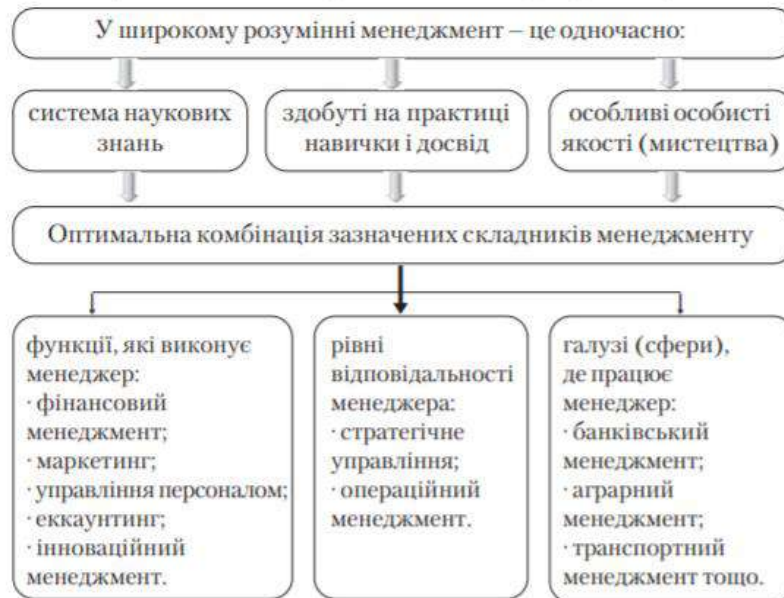 У широкому розумінні менеджмент – це одночасно:
система наукових
знань
здобуті на практиці
навички і досвід
особливі особисті
якості (мистецтва)
Оптимальна комбінація зазначених складників менеджменту
функції, які виконує
менеджер:
· фінансовий
менеджмент;
· маркетинг;
· управління персоналом;
· еккаунтинг;
· інноваційний
менеджмент.
рівні
відповідальності
менеджера:
· стратегічне
управління;
· операційний
менеджмент.
галузі (сфери),
де працює
менеджер:
· банківський
менеджмент;
· аграрний
менеджмент;
· транспортний
менеджмент тощо.